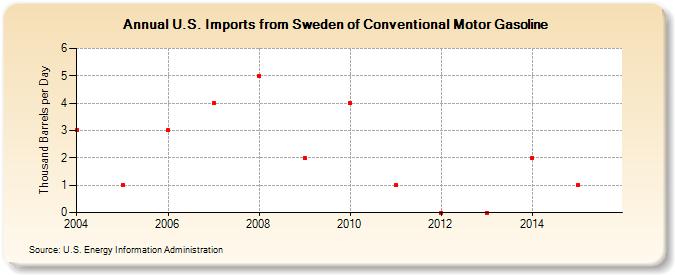 Annual U.S. Imports from Sweden of Conventional Motor Gasoline
Thousand Barrels per Day
6
5
4
3
2
1
0
2004 2006 2008 2010 2012 2014
Source: U.S. Energy Information Administration